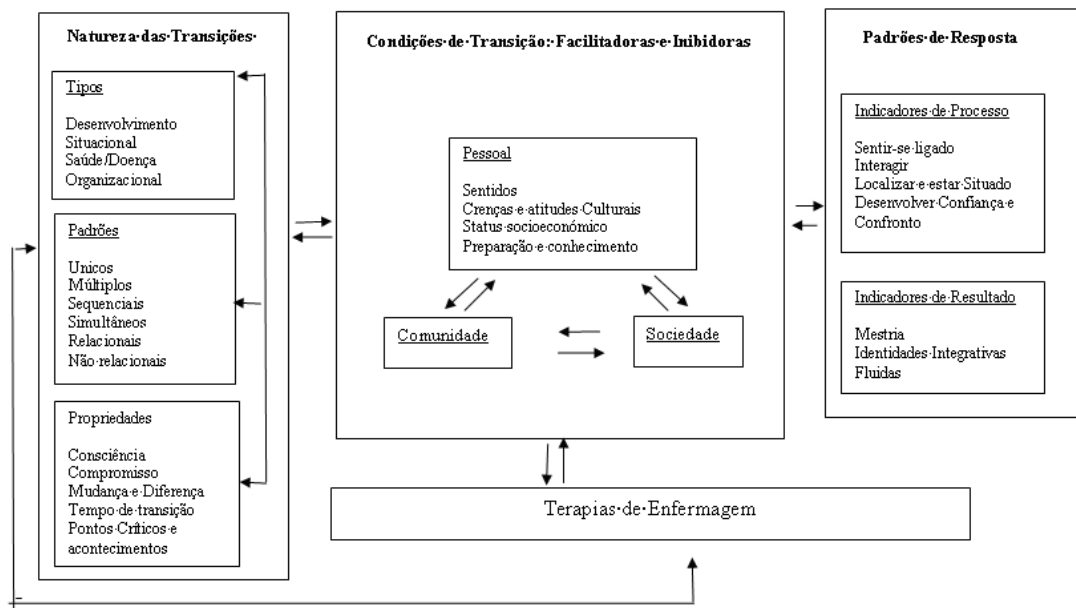 Natureza·das·Transições·
Tipos
Desenvolvimento
Situacional
Saúde/Doença
Organizacional
Padrões
Unicos
Múltiplos
Sequenciais
Simultâneos
Relacionais
Não·relacionais
Propriedades
Consciência
Compromisso
Mudança·e·Diferença
Tempo·de·transição
Pontos·Críticos·e
acontecimentos
Condições·de·Transição:·Facilitadoras·e·Inibidoras
Pessoal
Sentidos
Crenças·e·atitudes·Culturais
Status·socioeconómico
Preparação·e·conhecimento
Comunidade
Sociedade
Padrões·de·Resposta
Indicadores·de·Processo
Sentir-se·ligado
Interagir
Localizar·e·estar·Situado
Desenvolver·Confiança·e
Confronto
Indicadores·de·Resultado
Mestria
Identidades·Integrativas
Fluidas
Terapias·de·Enfermagem